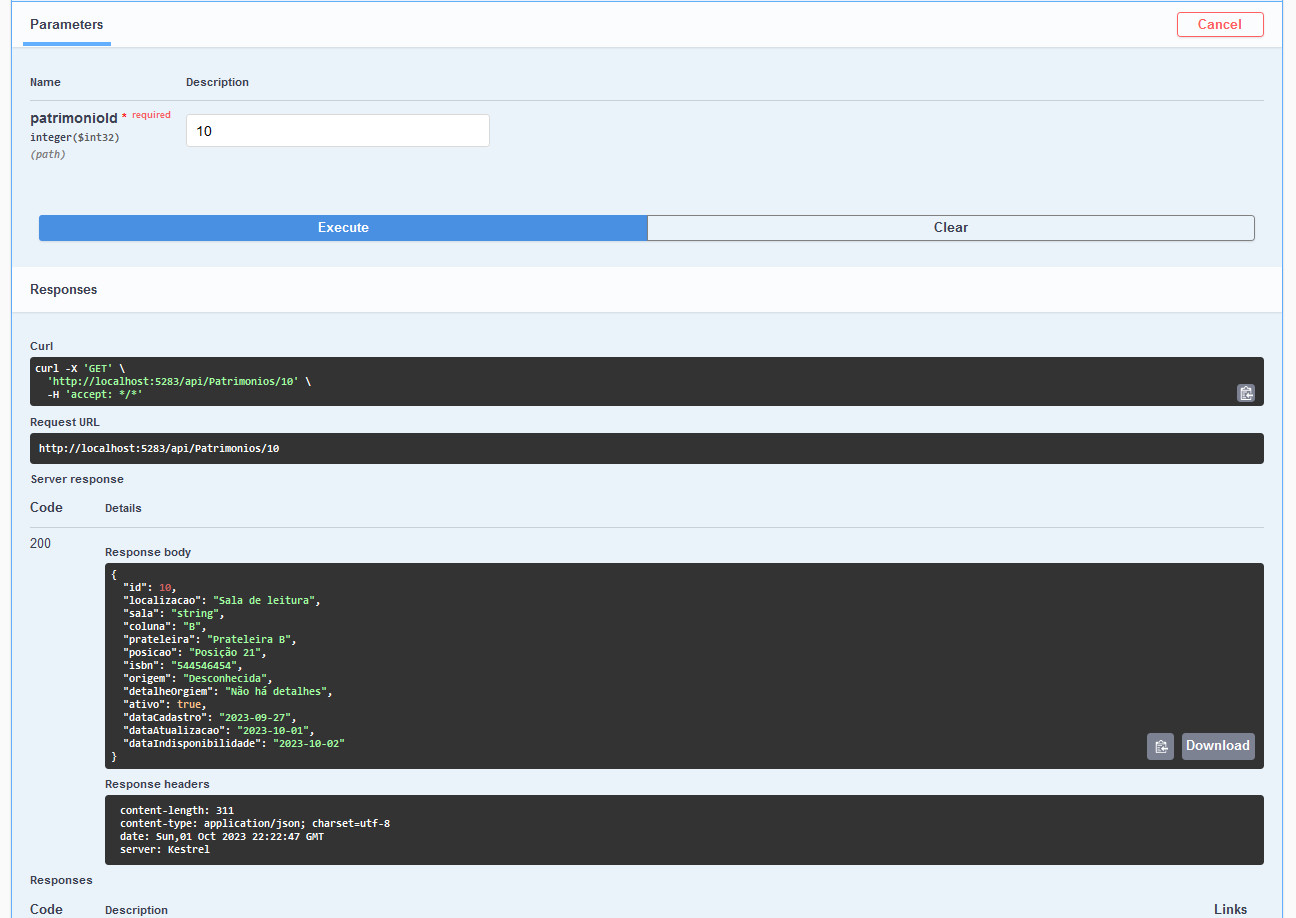 Parameters
Cancel
Name Description
patrimonioId * required
integer($int32)
(path)
10
Execute Clear
Responses
Curl
curl -X 'GET' \
'http://localhost:5283/api/Patrimonios/10' \
-H 'accept: */*'
Request URL
http://localhost:5283/api/Patrimonios/10
Server response
Code Details
200
Response body
{
"id": 10,
"localizacao": "Sala de leitura",
"sala": "string",
"coluna": "B",
"prateleira": "Prateleira B",
"posicao": "Posição 21",
"isbn": "544546454",
"origem": "Desconhecida",
"detalheOrgiem": "Não há detalhes",
"ativo": true,
"dataCadastro": "2023-09-27",
"dataAtualizacao": "2023-10-01",
"dataIndisponibilidade": "2023-10-02"
}
Download
Response headers
content-length: 311
content-type: application/json; charset=utf-8
date: Sun,01 Oct 2023 22:22:47 GMT
server: Kestrel
Responses
Code Description Links